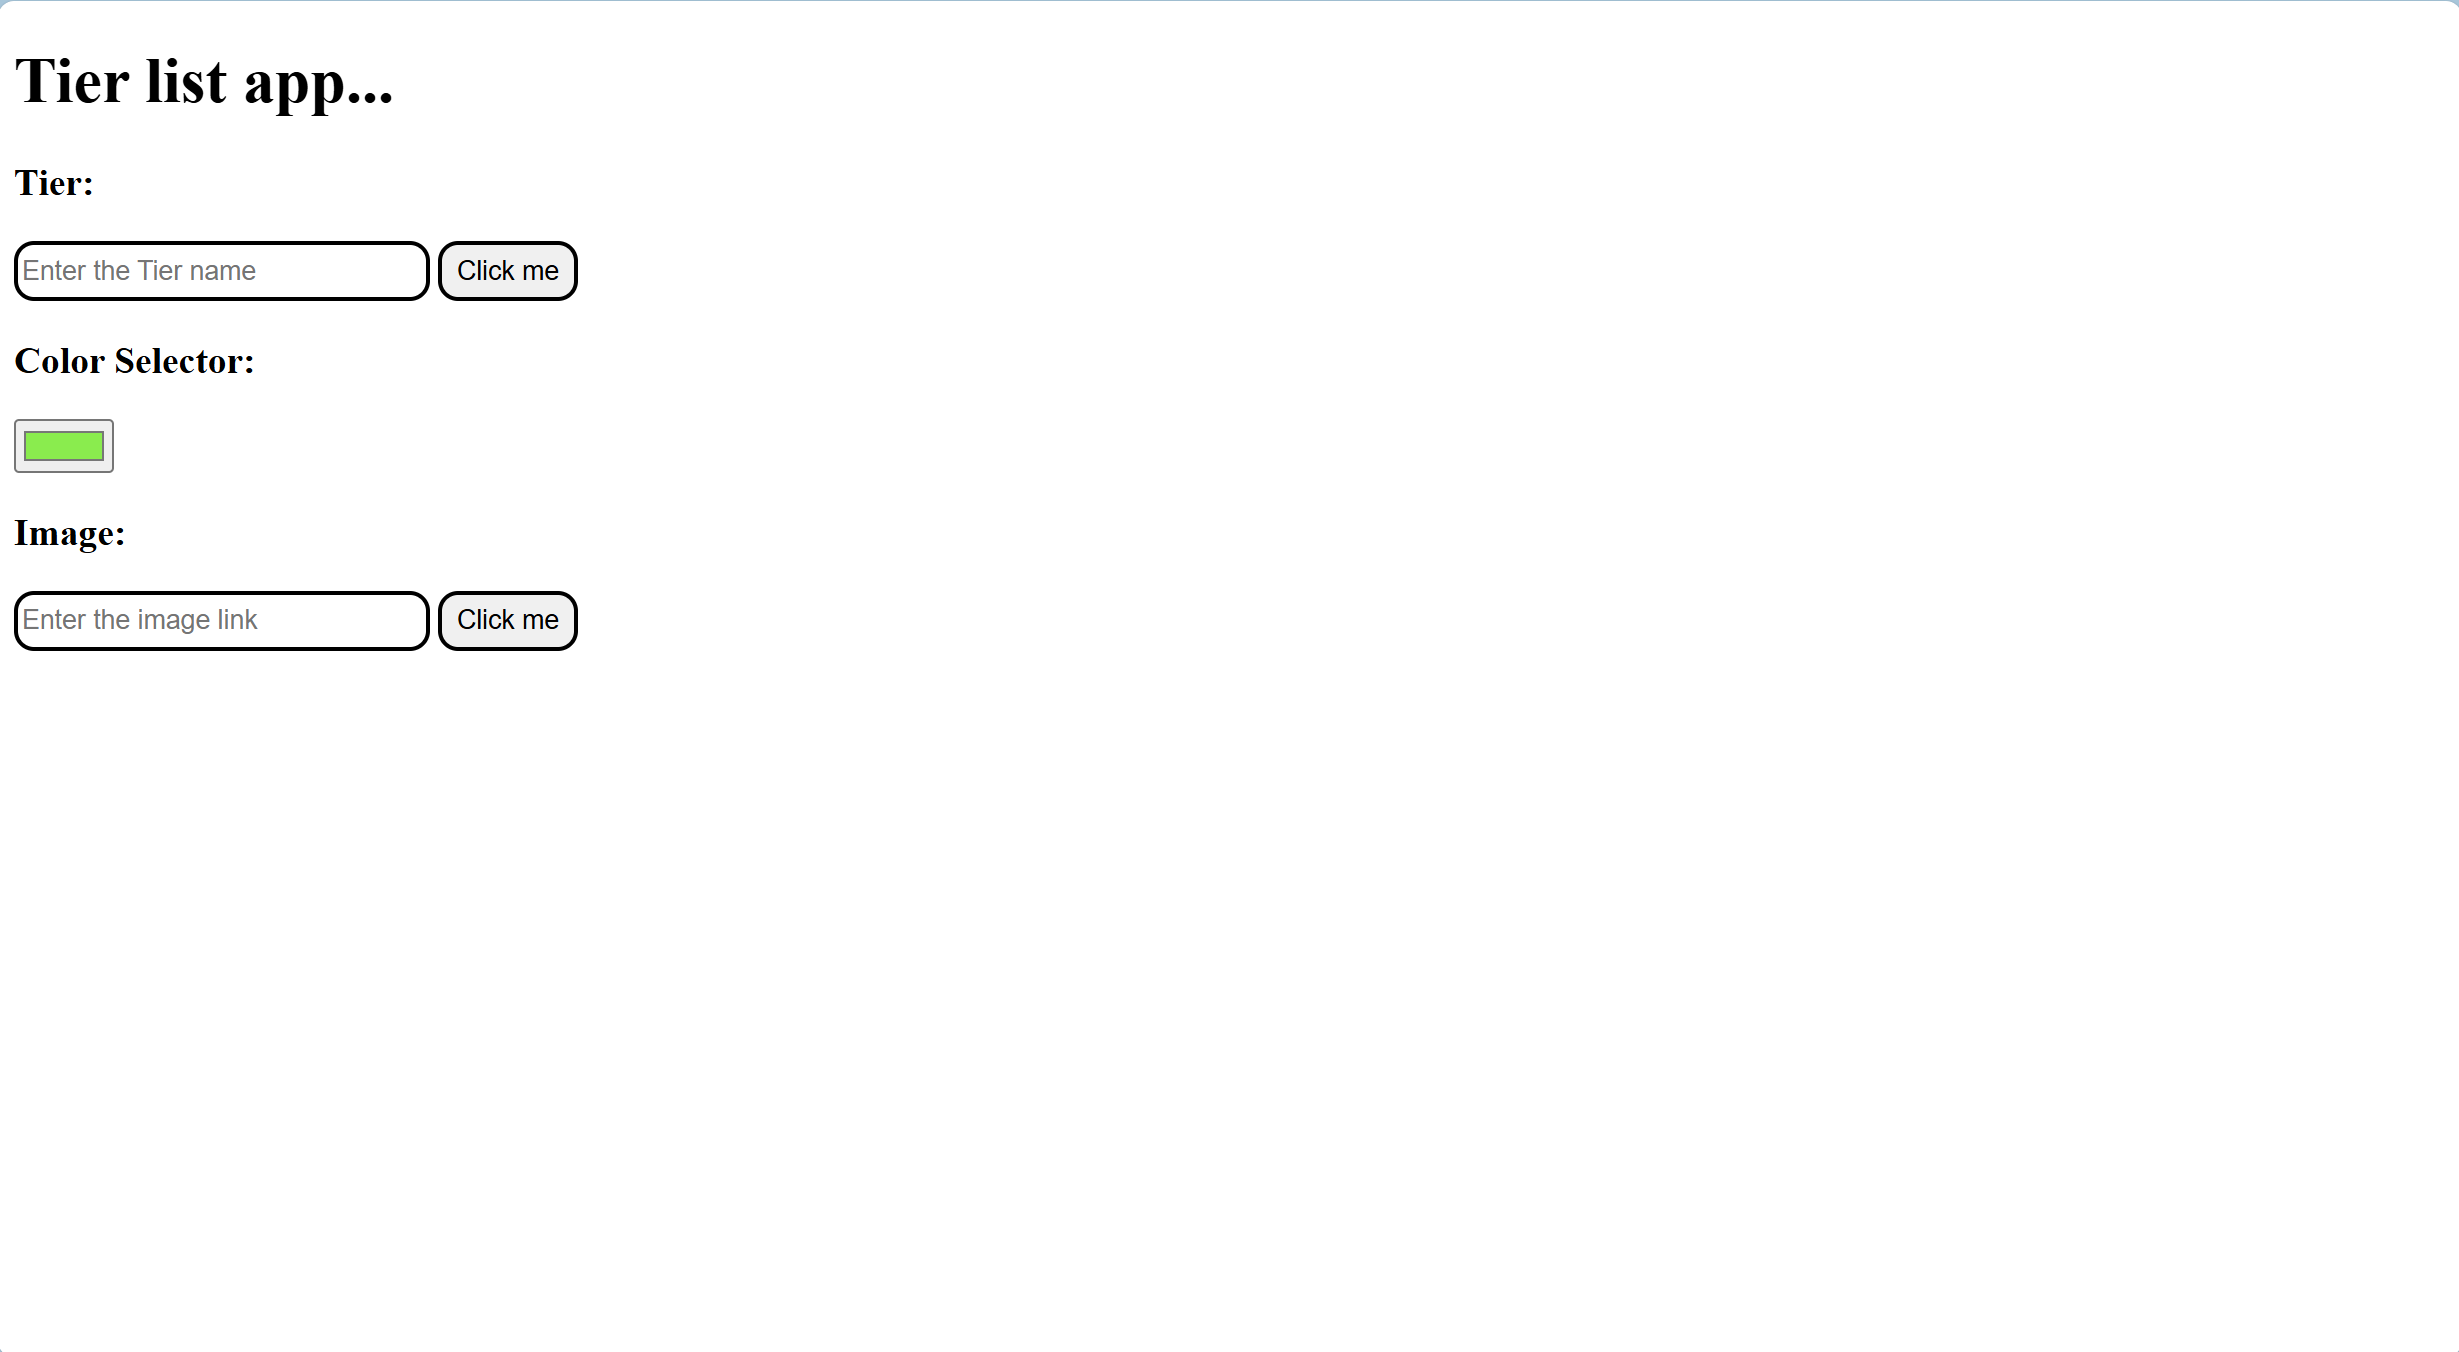 Tier list app...
Tier:
Enter the Tier name Click me
Color Selector:
Image:
Enter the image link Click me